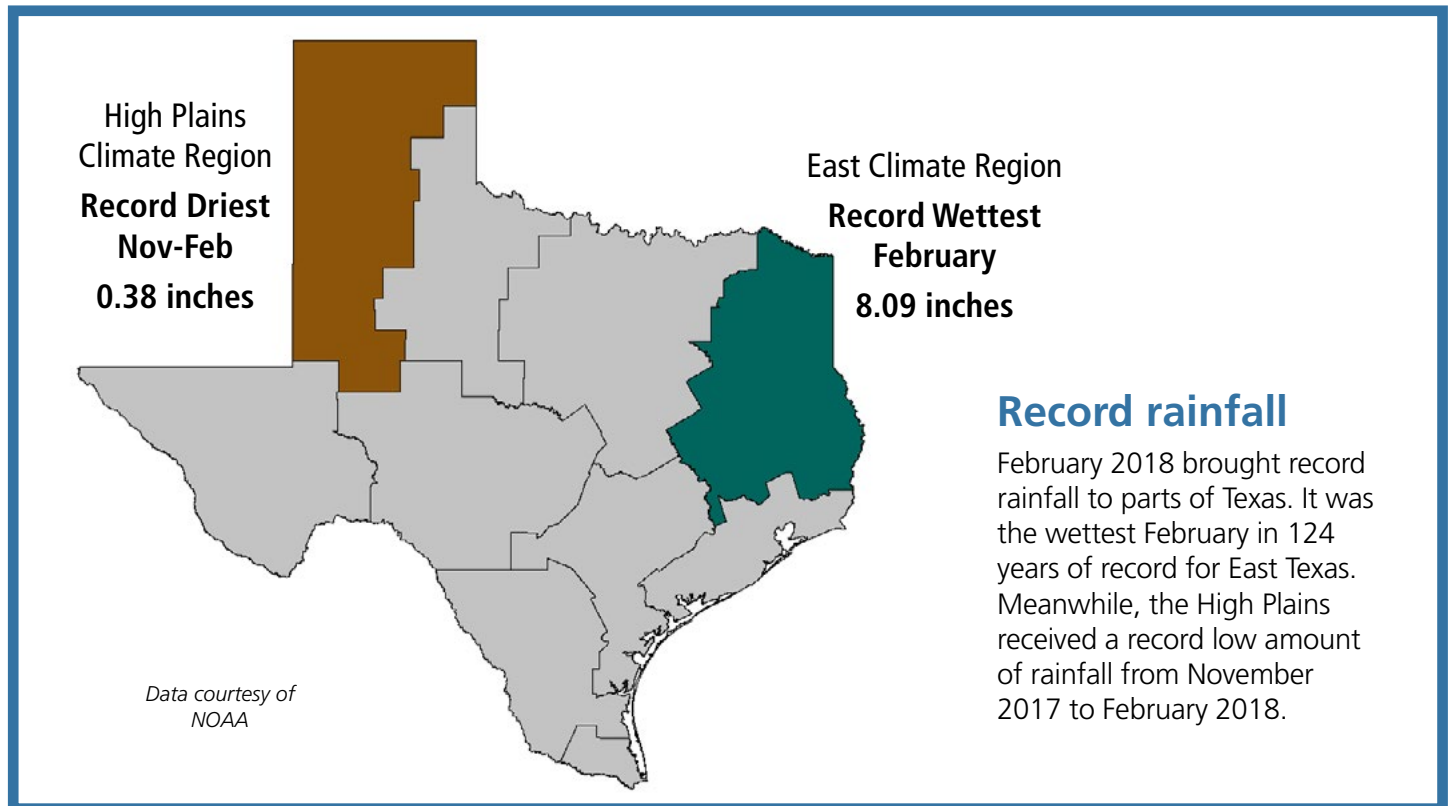 High Plains
Climate Region
Record Driest
Nov-Feb
0.38 inches
East Climate Region
Record Wettest
February
8.09 inches
Record rainfall
February 2018 brought record
rainfall to parts of Texas. It was
the wettest February in 124
years of record for East Texas.
Meanwhile, the High Plains
received a record low amount
of rainfall from November
2017 to February 2018.
Data courtesy of
NOAA